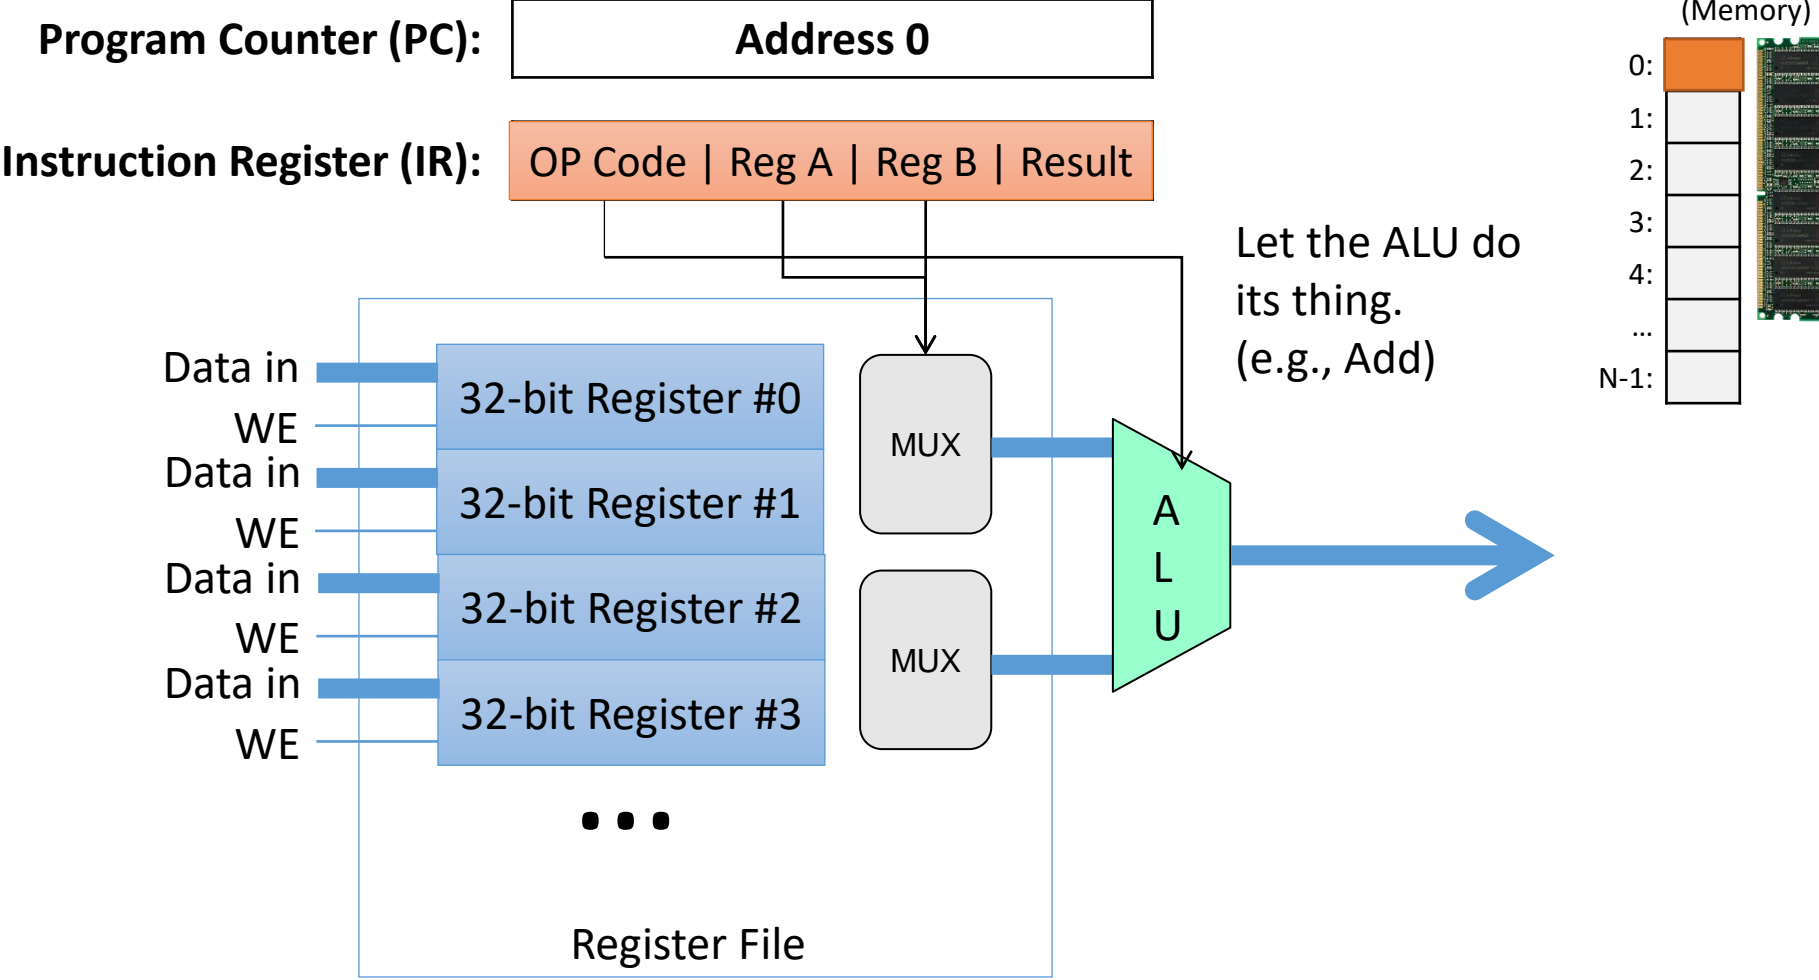 (Memory)
Program Counter (PC):
Address 0
0:
1:
2:
3:
4:
...
N-1:
Instruction Register (IR):
OP Code | Reg A | Reg B | Result
Let the ALU do
its thing.
(e.g., Add)
Data in
WE
Data in
WE
Data in
WE
Data in
WE
32-bit Register #0
32-bit Register #1
32-bit Register #2
32-bit Register #3
...
MUX
MUX
A
L
U
Register File